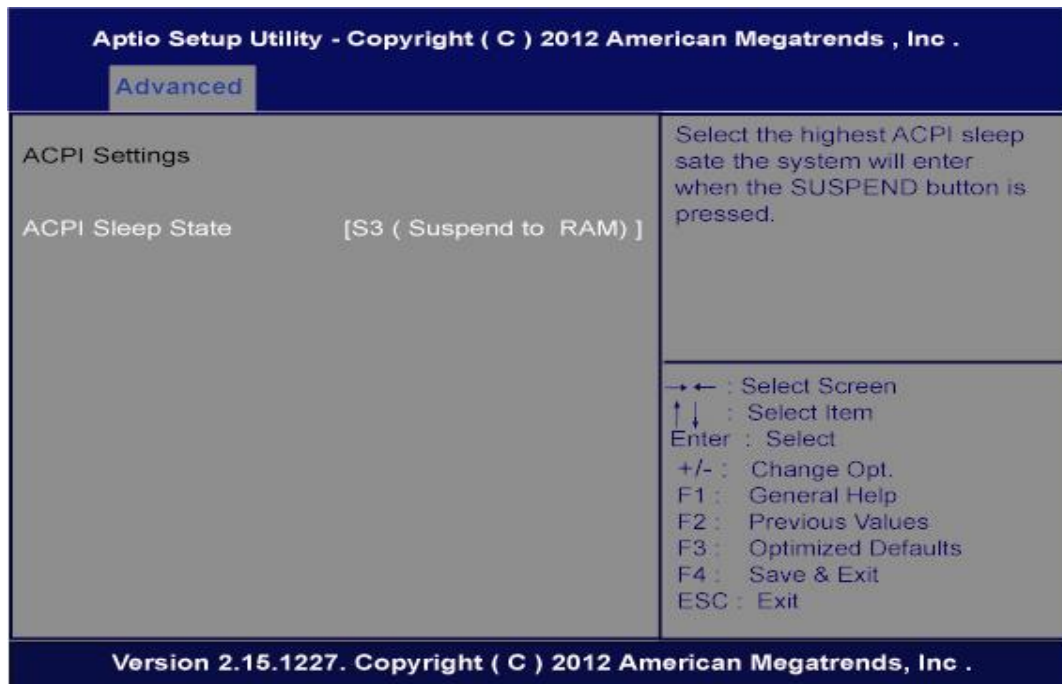 Aptio Setup Utility - Copyright ( C ) 2012 American Megatrends , Inc .
Advanced
ACPI Settings
ACPI Sleep State [S3 ( Suspend to RAM) ]
Select the highest ACPI sleep
sate the system will enter
when the SUSPEND button is
pressed.
→ ← : Select Screen
↑ ↓ : Select Item
Enter : Select
+/- : Change Opt.
F1 : General Help
F2 : Previous Values
F3 : Optimized Defaults
F4 : Save & Exit
ESC : Exit
Version 2.15.1227. Copyright ( C ) 2012 American Megatrends, Inc .